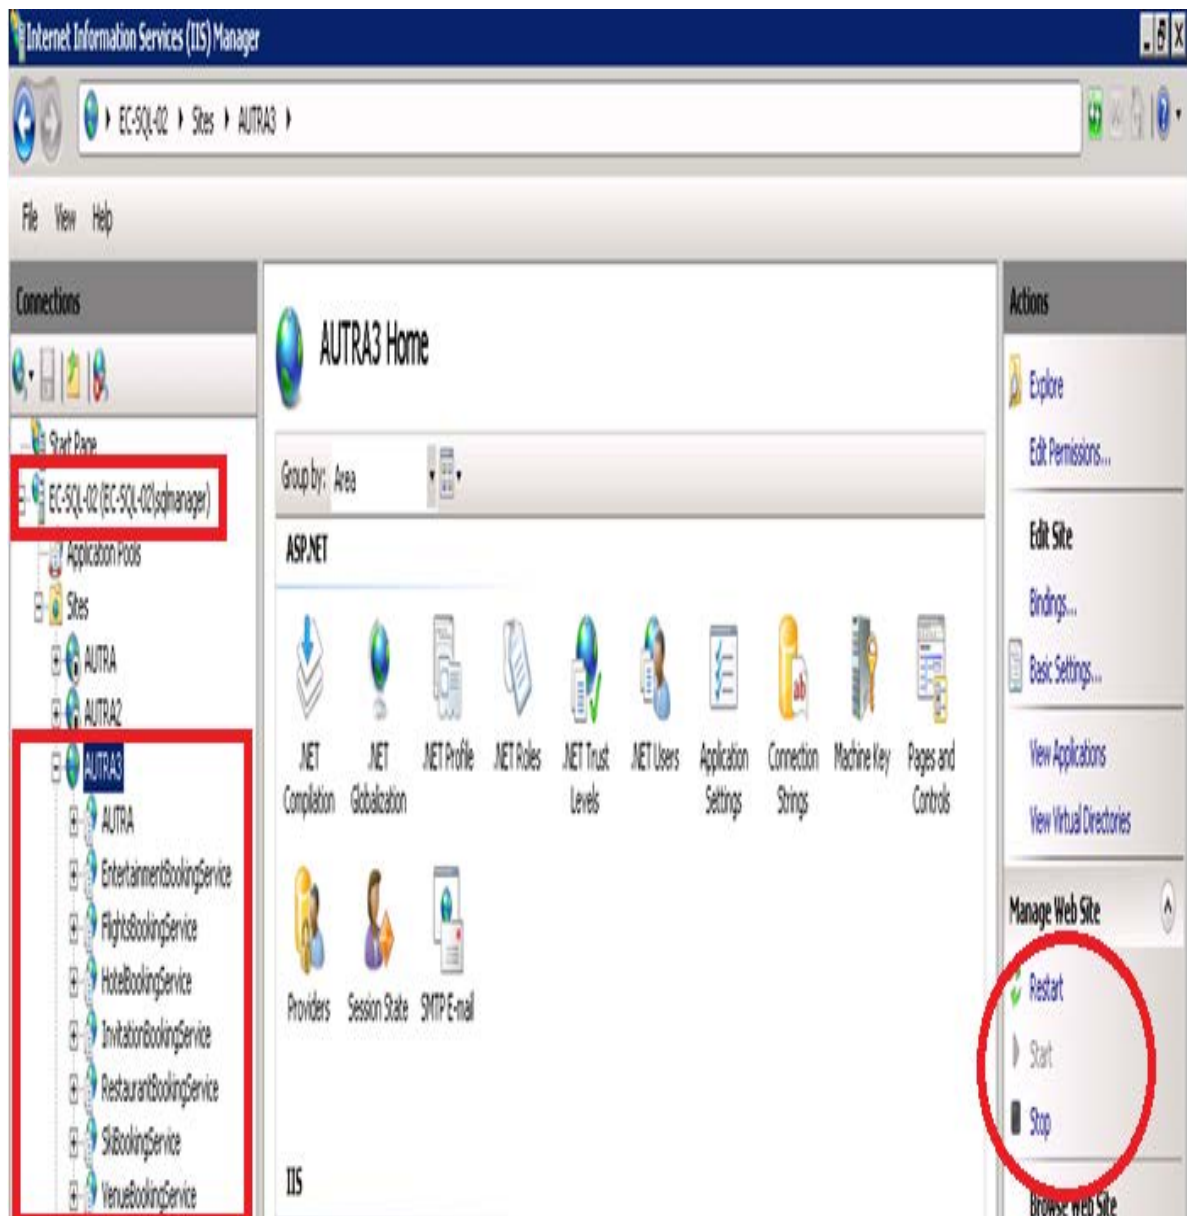 Internet Information Services (IIS) Manager
EC-SQL-02 Sites AUTRA3
File View Help
Connections
Start Page
EC-SQL-02 (EC-SQL-02\sqlmanager)
Application Pools
Sites
AUTRA
AUTRA2
AUTRA3
AUTRA
EntertainmentBookingService
FlightsBookingService
HotelBookingService
InvitationBookingService
RestaurantBookingService
SkiBookingService
VenueBookingService
AUTRA3 Home
Group by: Area
ASP.NET
.NET Compilation
.NET Globalization
.NET Profile
.NET Roles
.NET Trust Levels
.NET Users
Application Settings
Connection Strings
Machine Key
Pages and Controls
Providers
Session State
SMTP E-mail
IIS
Actions
Explore
Edit Permissions...
Edit Site
Bindings...
Basic Settings...
View Applications
View Virtual Directories
Manage Web Site
Restart
Start
Stop
Browse Web Site